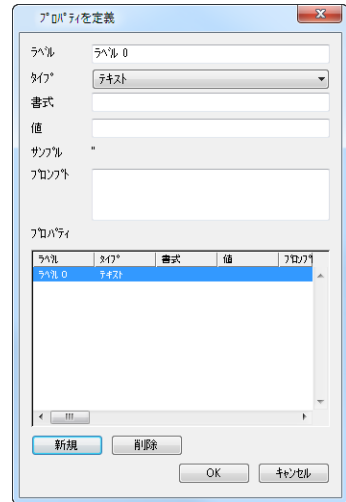 ﾌﾟﾛﾊﾟﾃｨを定義
ﾗﾍﾞﾙ ﾗﾍﾞﾙ 0
ﾀｲﾌﾟ ﾃｷｽﾄ
書式
値
ｻﾝﾌﾟﾙ "
ﾌﾟﾛﾝﾌﾟﾄ
ﾌﾟﾛﾊﾟﾃｨ
ﾗﾍﾞﾙ ﾀｲﾌﾟ 書式 値 ﾌﾟﾛﾝﾌﾟﾄ
ﾗﾍﾞﾙ 0 ﾃｷｽﾄ
新規 削除
OK ｷｬﾝｾﾙ